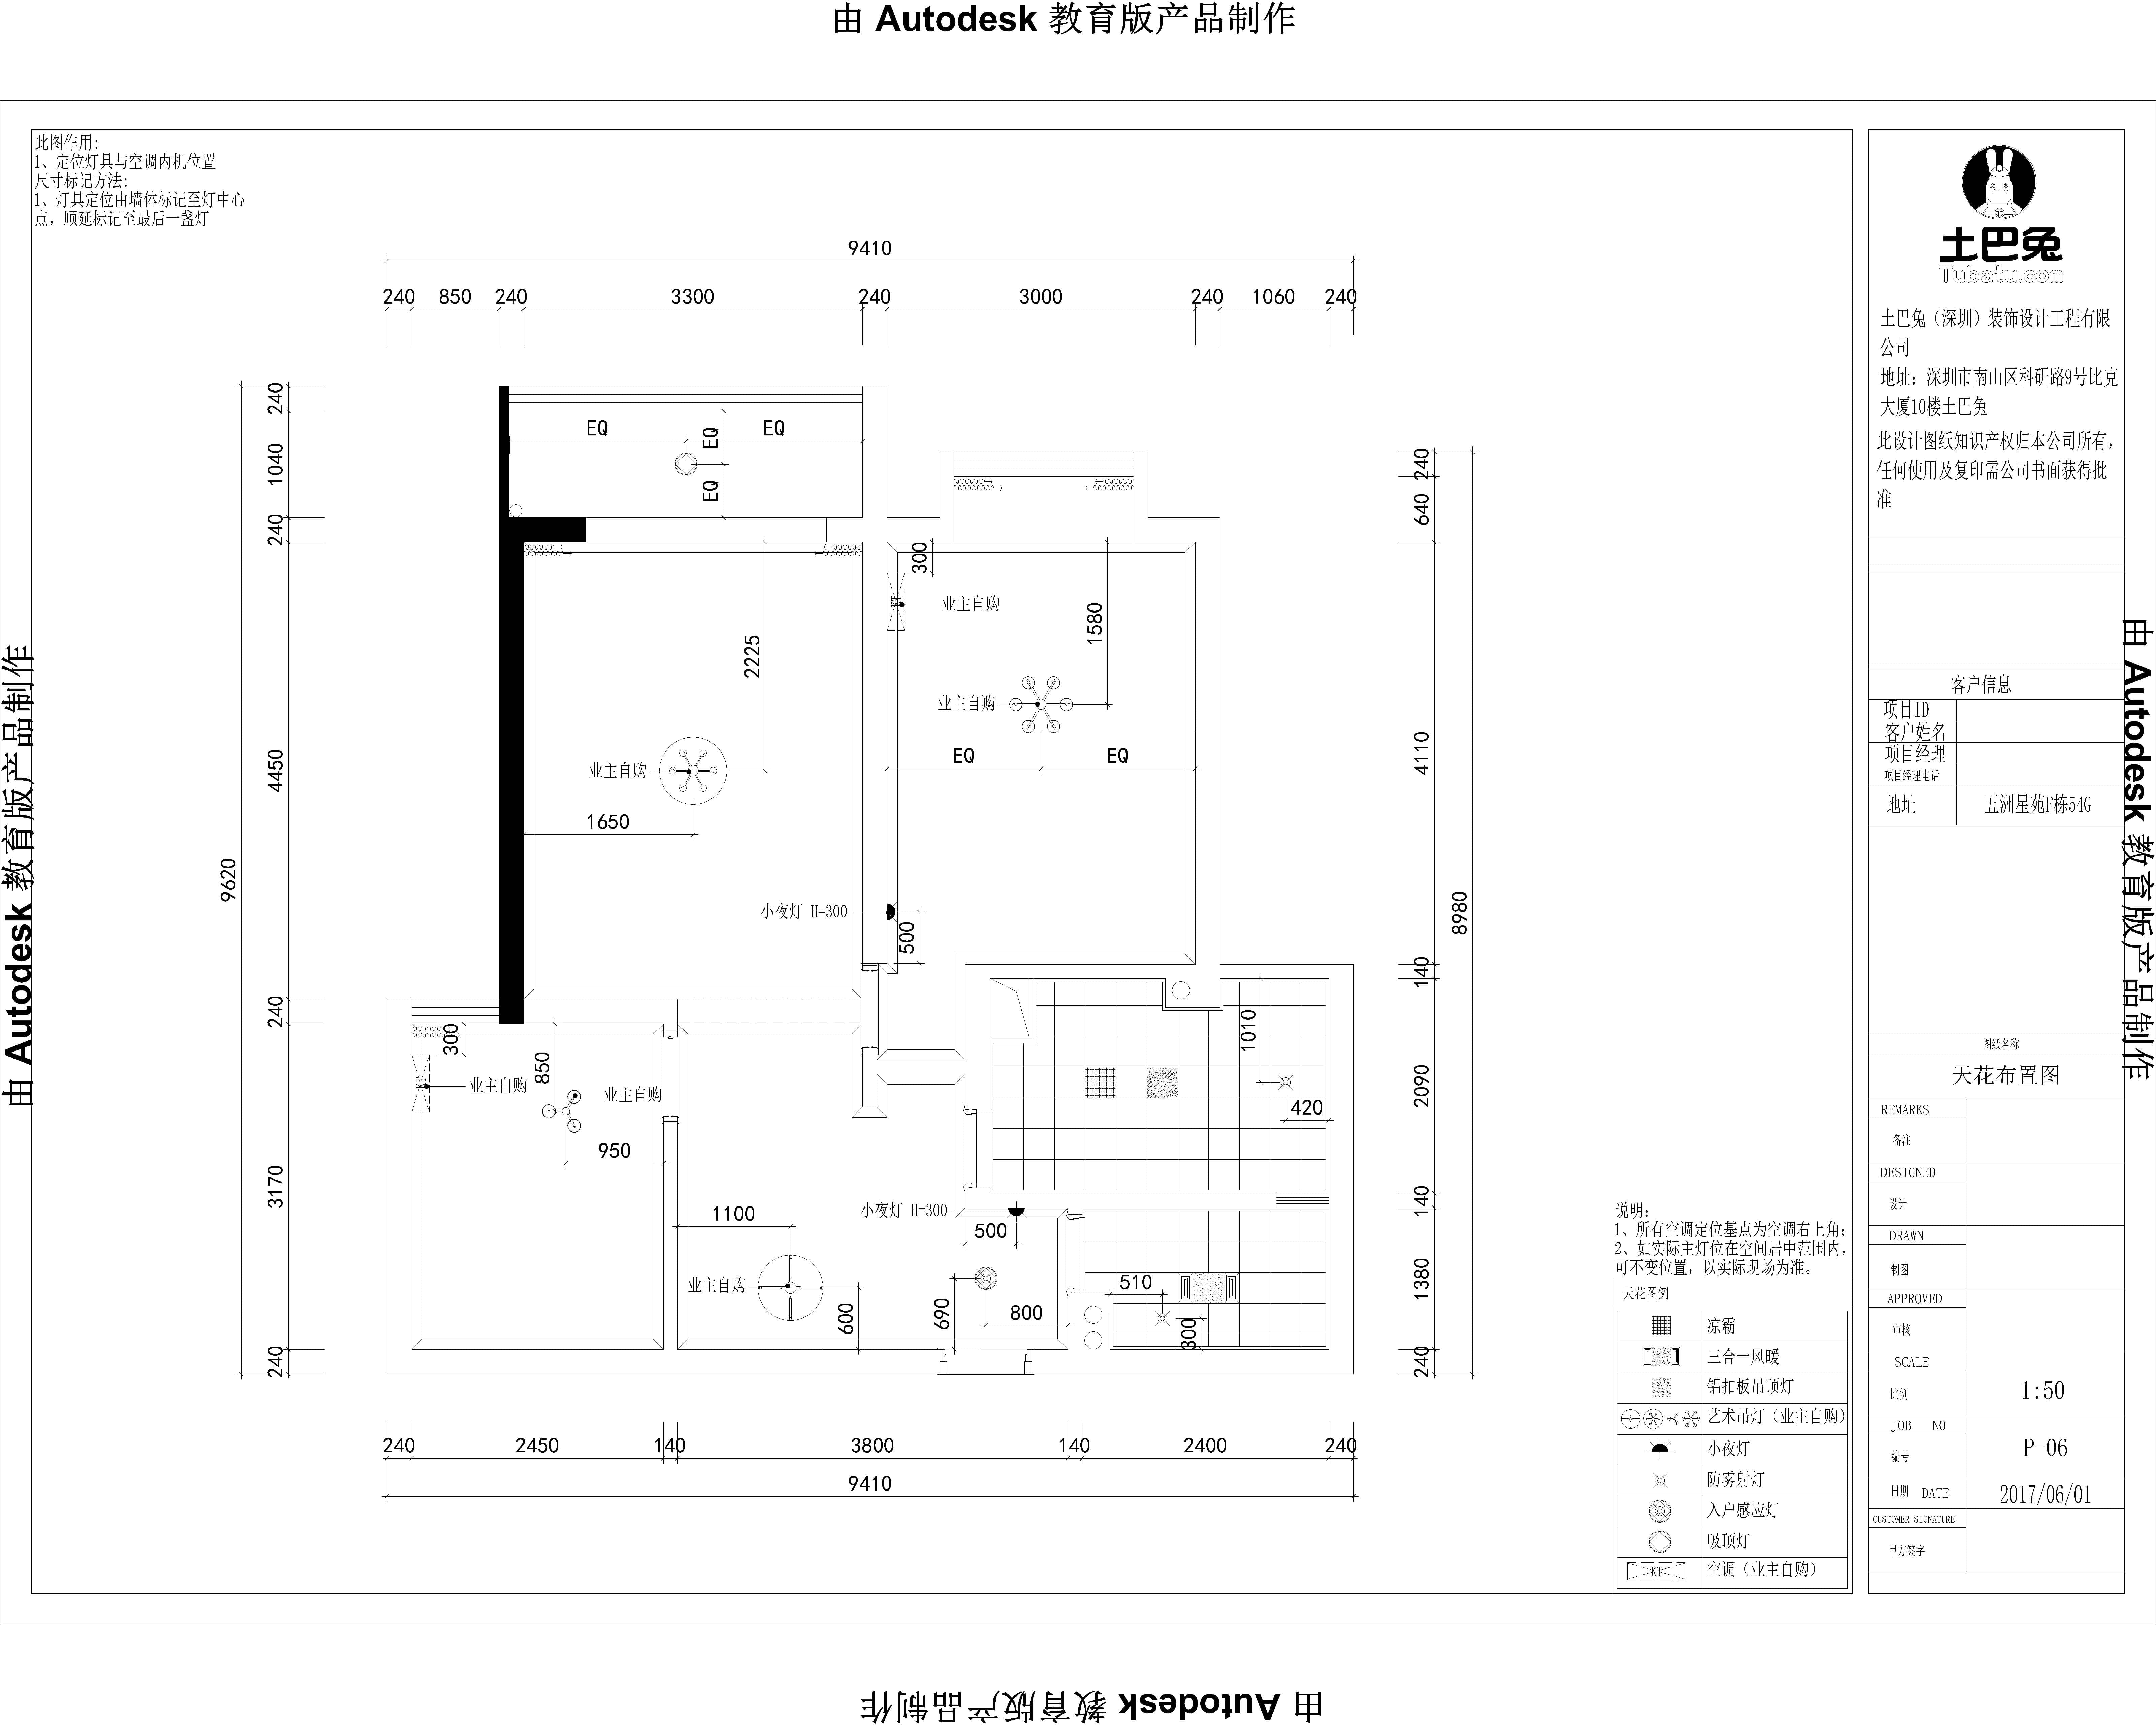 由 Autodesk 教育版产品制作
此图作用:
1、定位灯具与空调内机位置
尺寸标记方法:
1、灯具定位由墙体标记至灯中心
点, 顺延标记至最后一盏灯
9410
240 850 240 3300 240 3000 240 1060 240
9620
240
1040
240
4450
240
3170
240
EQ EQ
EQ
EQ
2225
业主自购
1650
300
业主自购
1580
业主自购
EQ EQ
小夜灯 H=300
500
300
业主自购
850
业主自购
950
1010
420
小夜灯 H=300
500
1100
业主自购
600
690
800
510
300
240
640
4110
140
2090
140
1380
240
8980
240 2450 140 3800 140 2400 240
9410
说明:
1、所有空调定位基点为空调右上角;
2、如实际主灯位在空间居中范围内,
可不变位置, 以实际现场为准。
天花图例
凉霸
三合一风暖
铝扣板吊顶灯
艺术吊灯（业主自购）
小夜灯
防雾射灯
入户感应灯
吸顶灯
KT 空调（业主自购）
土巴兔
Tubatu.com
土巴兔（深圳）装饰设计工程有限
公司
地址: 深圳市南山区科研路9号比克
大厦10楼土巴兔
此设计图纸知识产权归本公司所有,
任何使用及复印需公司书面获得批
准
客户信息
项目ID
客户姓名
项目经理
项目经理电话
地址 五洲星苑F栋54G
图纸名称
天花布置图
REMARKS
备注
DESIGNED
设计
DRAWN
制图
APPROVED
审核
SCALE
比例 1:50
JOB NO
编号 P-06
日期 DATE 2017/06/01
CUSTOMER SIGNATURE
甲方签字
由 Autodesk 教育版产品制作
由 Autodesk 教育版产品制作
由 Autodesk 教育版产品制作